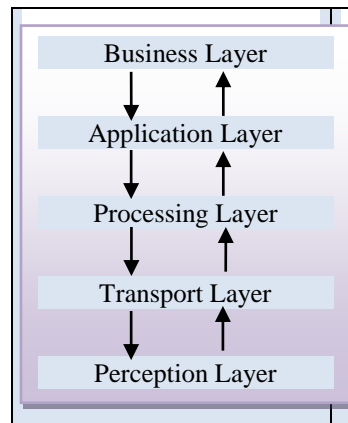 Business Layer
Application Layer
Processing Layer
Transport Layer
Perception Layer